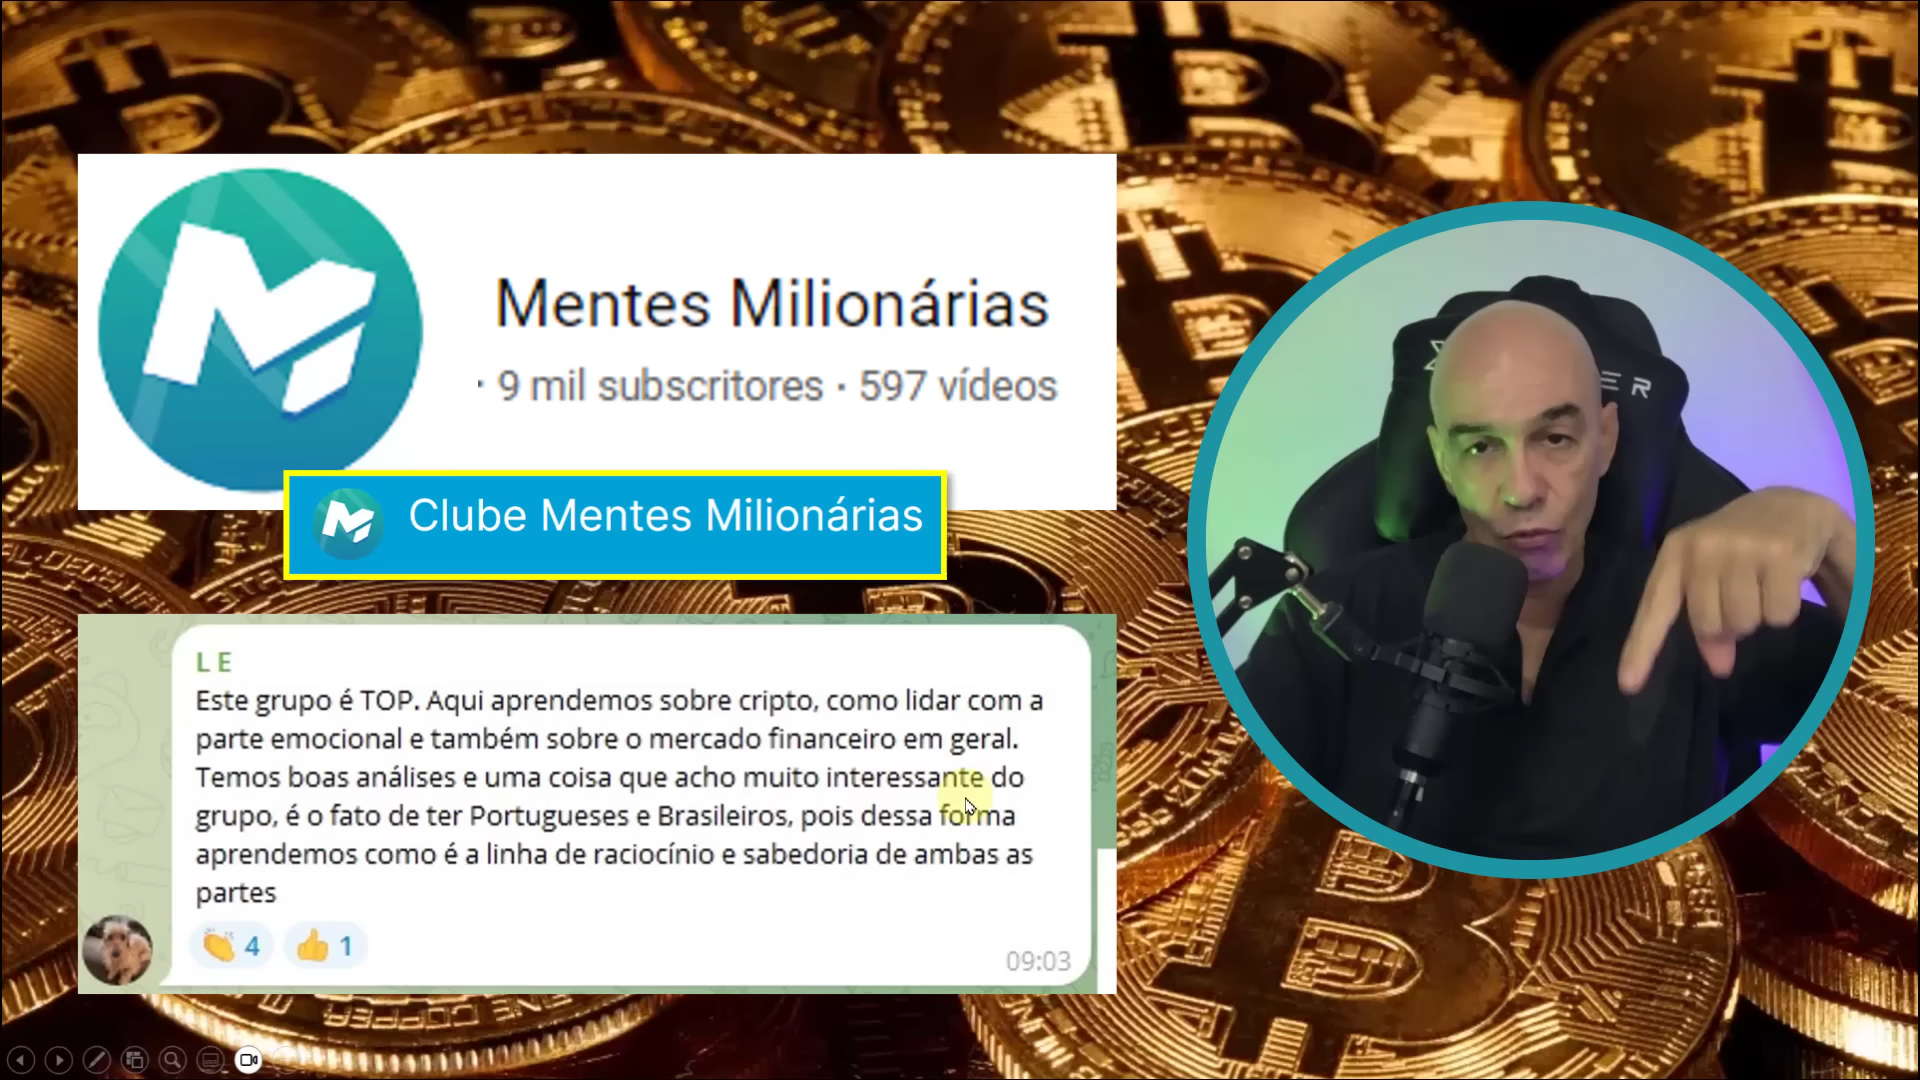 Mentes Milionárias
· 9 mil subscritores · 597 vídeos
Clube Mentes Milionárias
L E
Este grupo é TOP. Aqui aprendemos sobre cripto, como lidar com a
parte emocional e também sobre o mercado financeiro em geral.
Temos boas análises e uma coisa que acho muito interessante do
grupo, é o fato de ter Portugueses e Brasileiros, pois dessa forma
aprendemos como é a linha de raciocínio e sabedoria de ambas as
partes
4
1
09:03